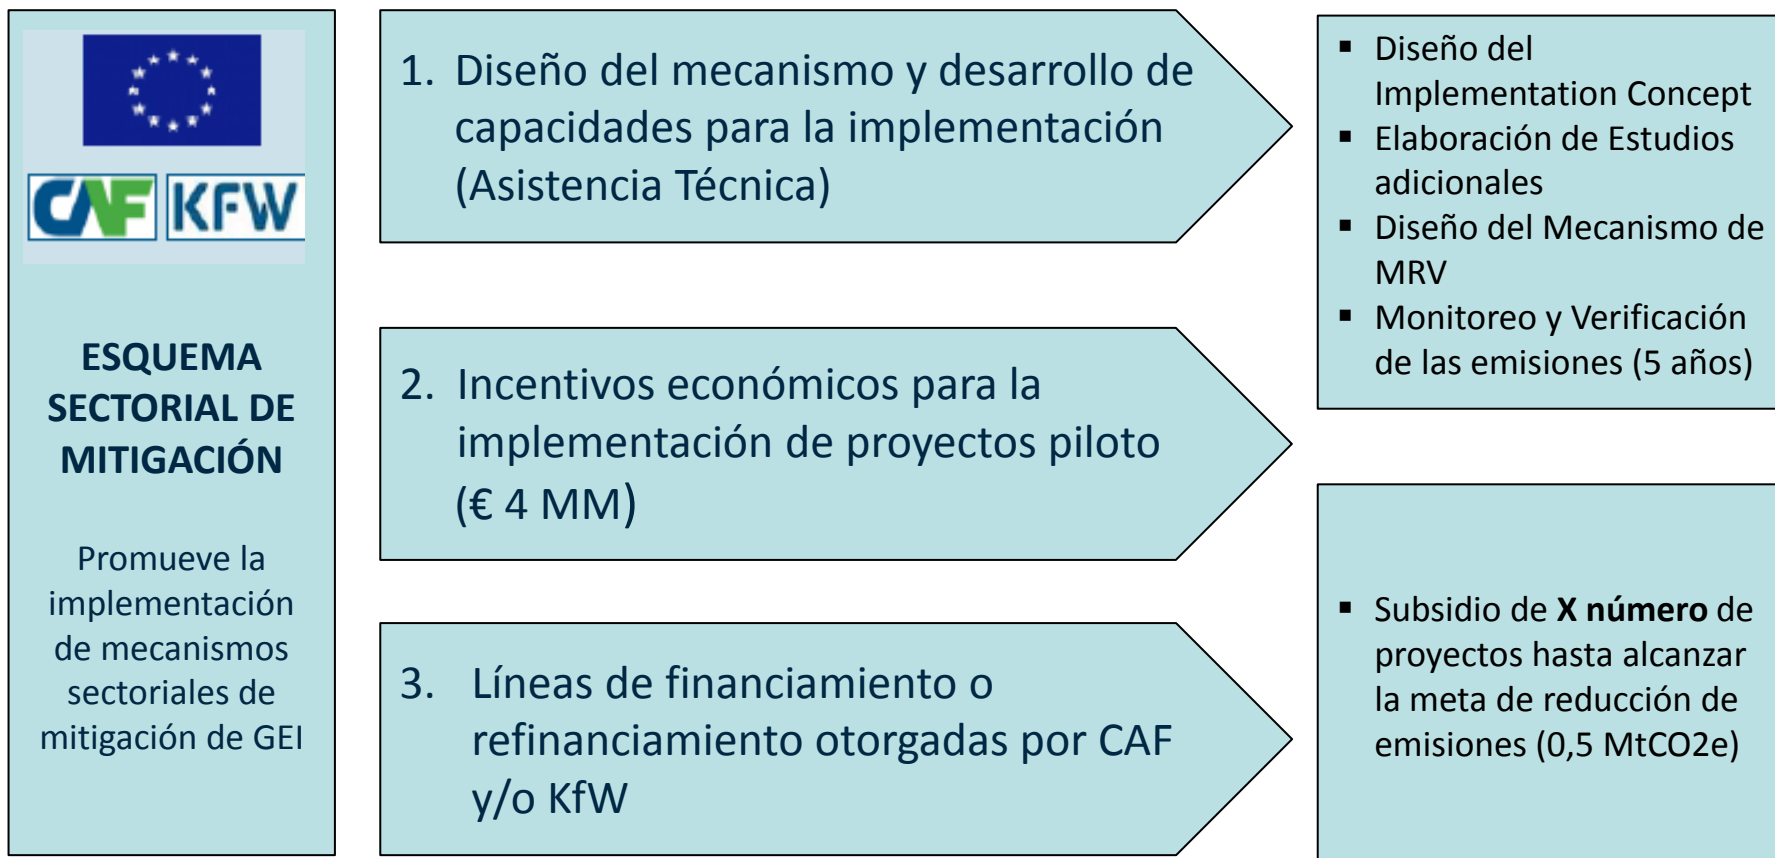 CAF KFW
ESQUEMA
SECTORIAL DE
MITIGACIÓN
Promueve la
implementación
de mecanismos
sectoriales de
mitigación de GEI
1. Diseño del mecanismo y desarrollo de
capacidades para la implementación
(Asistencia Técnica)
2. Incentivos económicos para la
implementación de proyectos piloto
(€ 4 MM)
3. Líneas de financiamiento o
refinanciamiento otorgadas por CAF
y/o KfW
▪ Diseño del
Implementation Concept
▪ Elaboración de Estudios
adicionales
▪ Diseño del Mecanismo de
MRV
▪ Monitoreo y Verificación
de las emisiones (5 años)
▪ Subsidio de X número de
proyectos hasta alcanzar
la meta de reducción de
emisiones (0,5 MtCO2e)